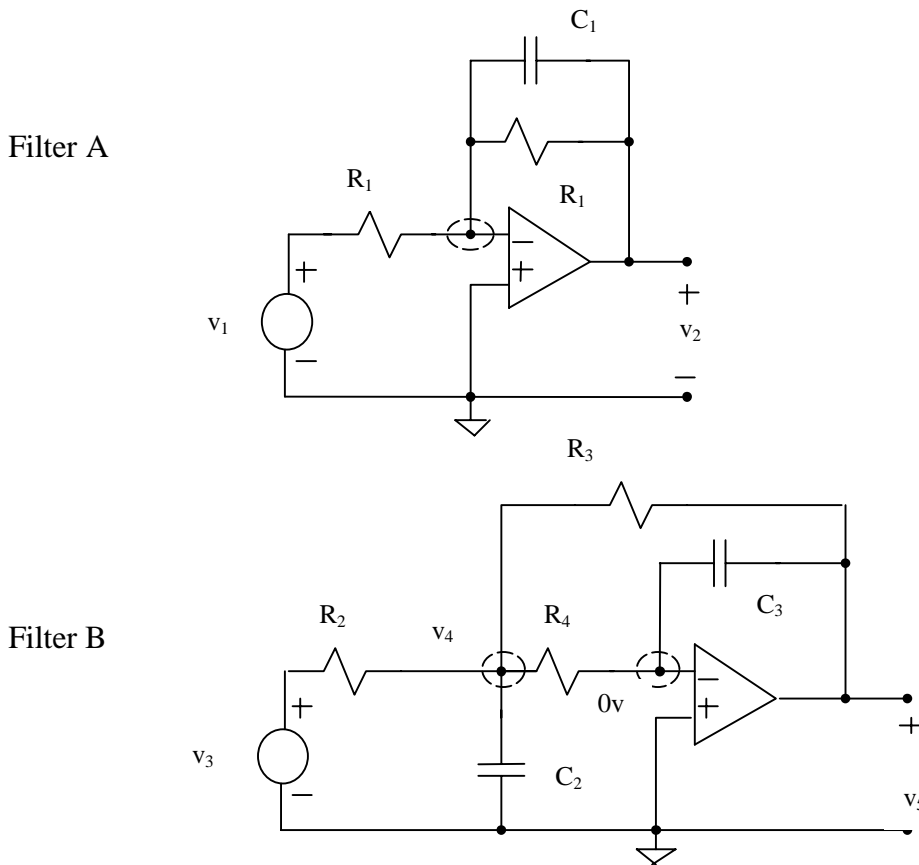 C₁
Filter A
R₁
R₁
−
+
+
v₁
−
+
v₂
−
R₃
C₃
Filter B
R₂
v₄
R₄
0v
−
+
+
v₃
−
C₂
+
v₅